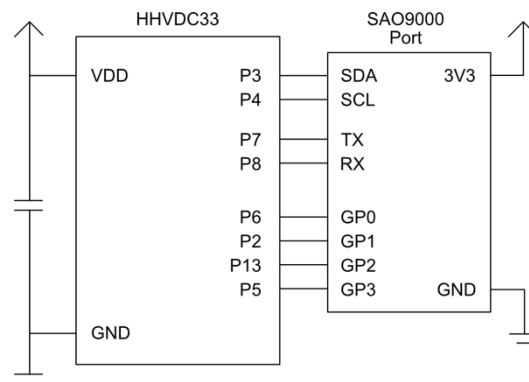 HHVDC33
SAO9000
Port
VDD
P3
SDA
3V3
P4
SCL
P7
TX
P8
RX
P6
GP0
P2
GP1
P13
GP2
P5
GP3
GND
GND